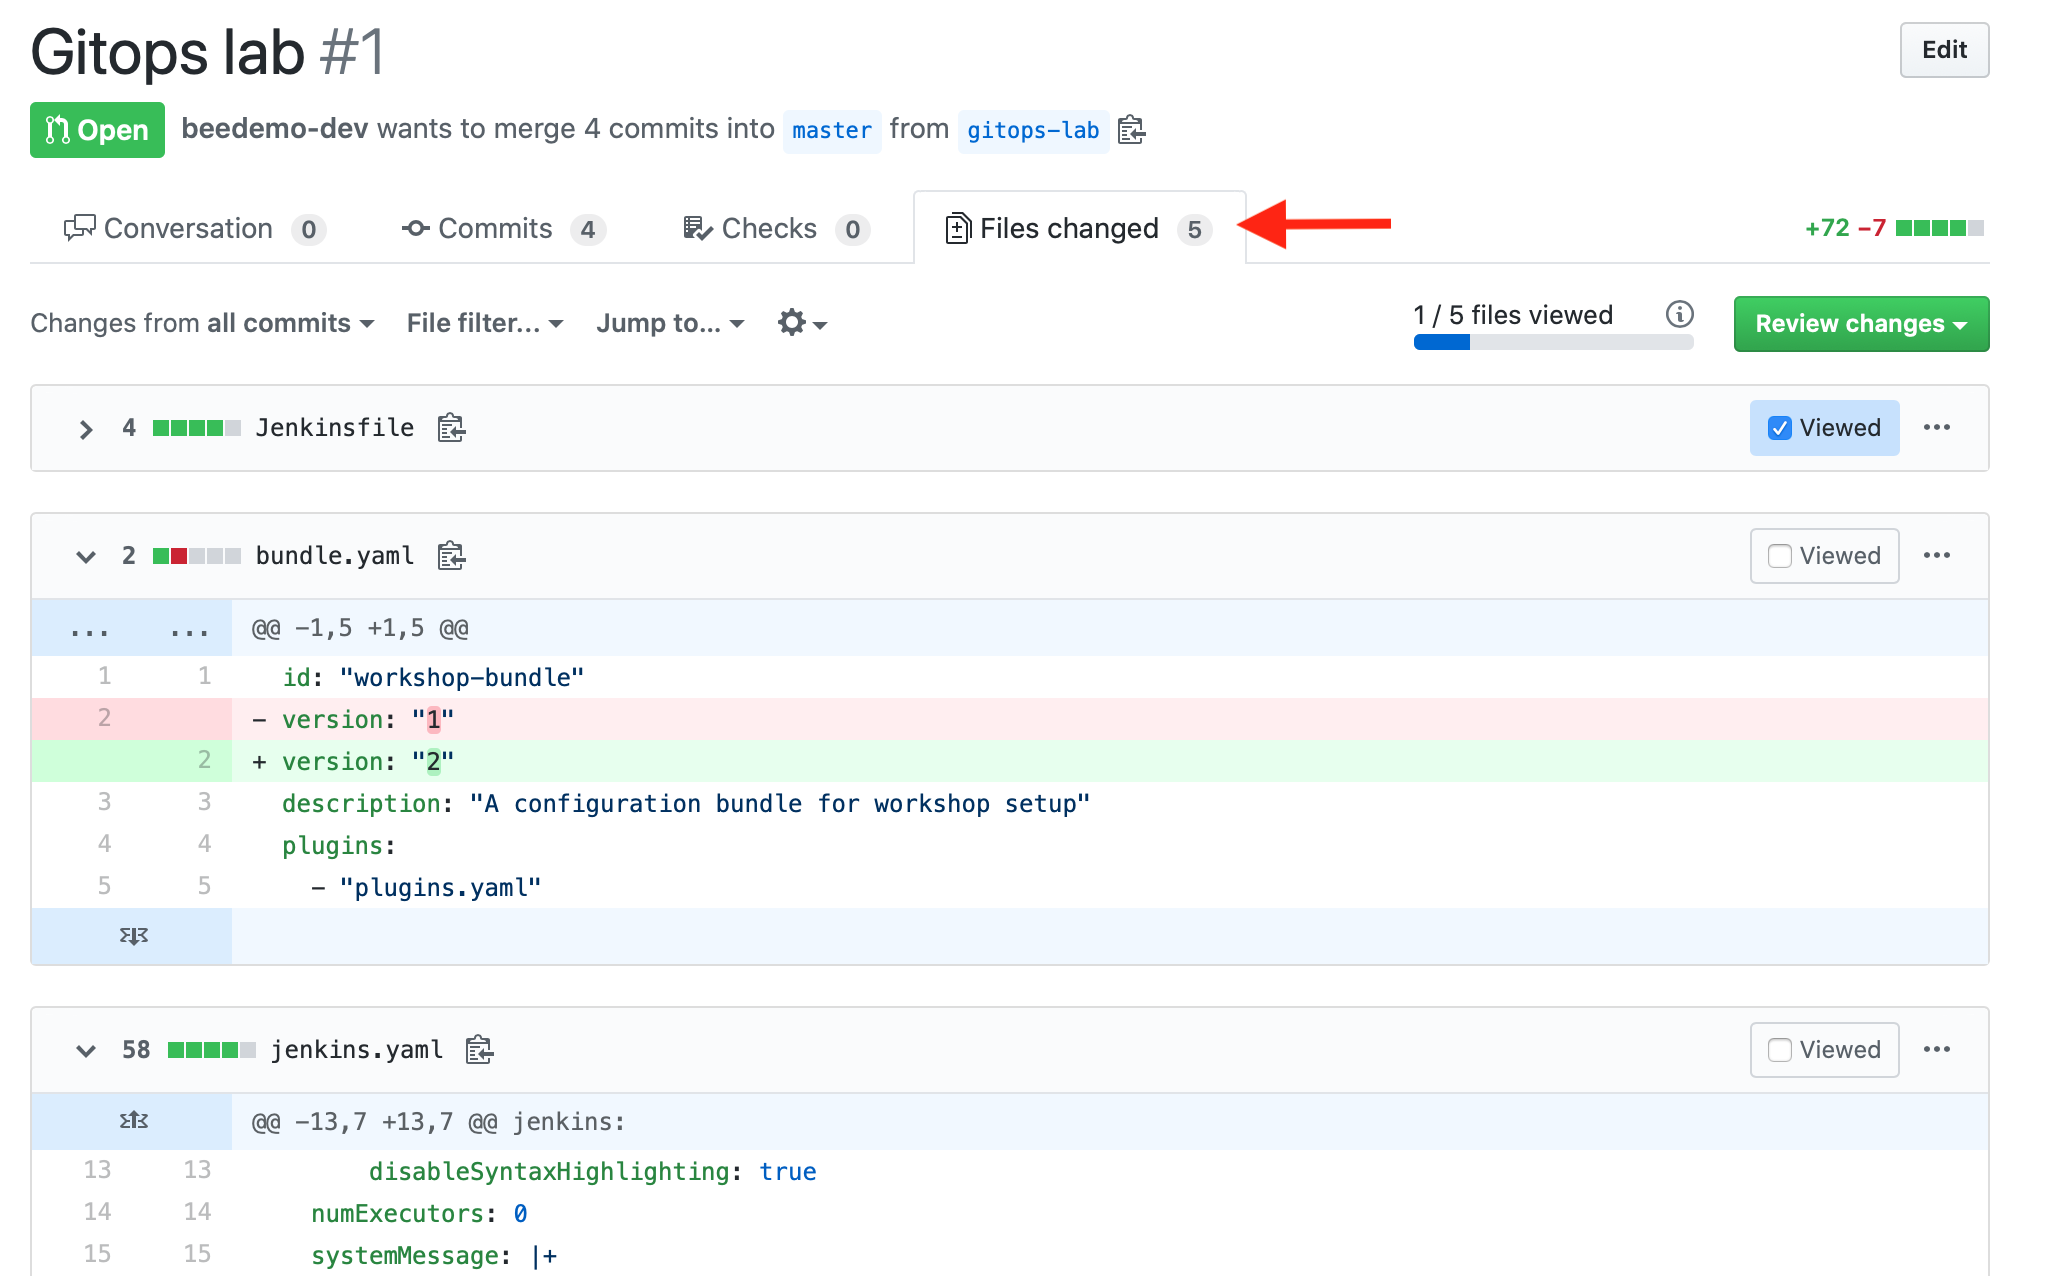 Gitops lab #1
Edit
Open beedemo-dev wants to merge 4 commits into master from gitops-lab
Conversation 0 Commits 4 Checks 0 Files changed 5 +72 −7
Changes from all commits File filter... Jump to... 1 / 5 files viewed Review changes
4 Jenkinsfile Viewed ...
2 bundle.yaml Viewed ...
... ... @@ -1,5 +1,5 @@
1 1 id: "workshop-bundle"
2 - version: "1"
2 + version: "2"
3 3 description: "A configuration bundle for workshop setup"
4 4 plugins:
5 5 - "plugins.yaml"
58 jenkins.yaml Viewed ...
@@ -13,7 +13,7 @@ jenkins:
13 13 disableSyntaxHighlighting: true
14 14 numExecutors: 0
15 15 systemMessage: |+